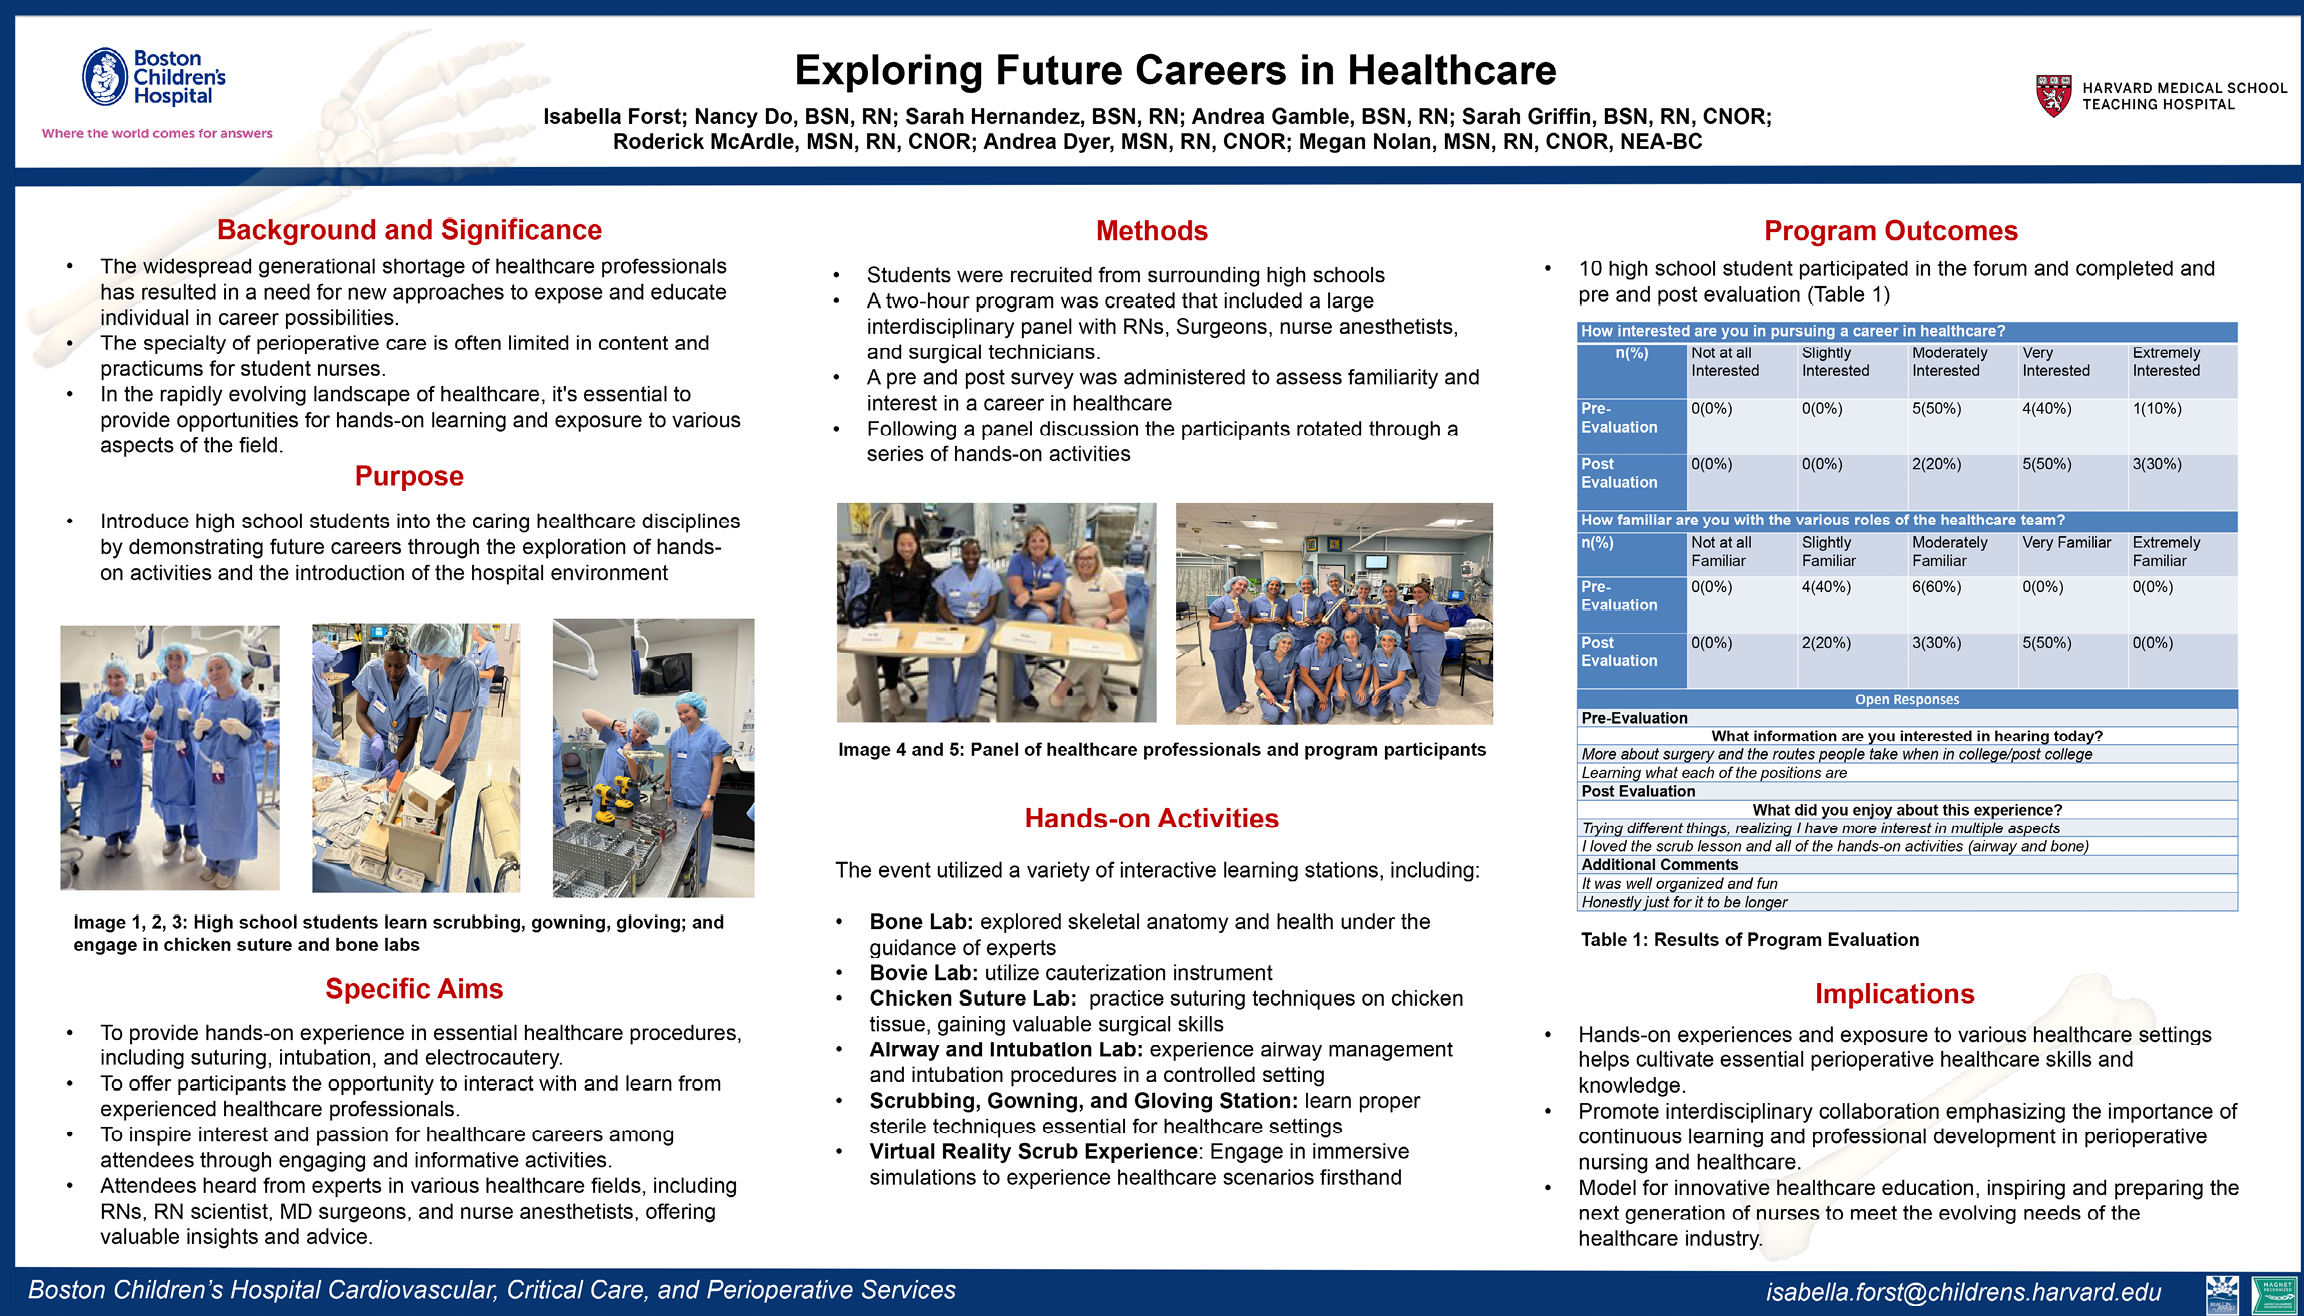 Boston
Children's
Hospital
Where the world comes for answers
Exploring Future Careers in Healthcare
Isabella Forst; Nancy Do, BSN, RN; Sarah Hernandez, BSN, RN; Andrea Gamble, BSN, RN; Sarah Griffin, BSN, RN, CNOR;
Roderick McArdle, MSN, RN, CNOR; Andrea Dyer, MSN, RN, CNOR; Megan Nolan, MSN, RN, CNOR, NEA-BC
HARVARD MEDICAL SCHOOL
TEACHING HOSPITAL
Background and Significance
• The widespread generational shortage of healthcare professionals
has resulted in a need for new approaches to expose and educate
individual in career possibilities.
• The specialty of perioperative care is often limited in content and
practicums for student nurses.
• In the rapidly evolving landscape of healthcare, it's essential to
provide opportunities for hands-on learning and exposure to various
aspects of the field.
Purpose
• Introduce high school students into the caring healthcare disciplines
by demonstrating future careers through the exploration of hands-
on activities and the introduction of the hospital environment
Image 1, 2, 3: High school students learn scrubbing, gowning, gloving; and
engage in chicken suture and bone labs
Specific Aims
• To provide hands-on experience in essential healthcare procedures,
including suturing, intubation, and electrocautery.
• To offer participants the opportunity to interact with and learn from
experienced healthcare professionals.
• To inspire interest and passion for healthcare careers among
attendees through engaging and informative activities.
• Attendees heard from experts in various healthcare fields, including
RNs, RN scientist, MD surgeons, and nurse anesthetists, offering
valuable insights and advice.
Methods
• Students were recruited from surrounding high schools
• A two-hour program was created that included a large
interdisciplinary panel with RNs, Surgeons, nurse anesthetists,
and surgical technicians.
• A pre and post survey was administered to assess familiarity and
interest in a career in healthcare
• Following a panel discussion the participants rotated through a
series of hands-on activities
Image 4 and 5: Panel of healthcare professionals and program participants
Hands-on Activities
The event utilized a variety of interactive learning stations, including:
• Bone Lab: explored skeletal anatomy and health under the
guidance of experts
• Bovie Lab: utilize cauterization instrument
• Chicken Suture Lab: practice suturing techniques on chicken
tissue, gaining valuable surgical skills
• Airway and Intubation Lab: experience airway management
and intubation procedures in a controlled setting
• Scrubbing, Gowning, and Gloving Station: learn proper
sterile techniques essential for healthcare settings
• Virtual Reality Scrub Experience: Engage in immersive
simulations to experience healthcare scenarios firsthand
Program Outcomes
• 10 high school student participated in the forum and completed and
pre and post evaluation (Table 1)
How interested are you in pursuing a career in healthcare?
n(%) Not at all Interested Slightly Interested Moderately Interested Very Interested Extremely Interested
Pre-Evaluation 0(0%) 0(0%) 5(50%) 4(40%) 1(10%)
Post Evaluation 0(0%) 0(0%) 2(20%) 5(50%) 3(30%)
How familiar are you with the various roles of the healthcare team?
n(%) Not at all Familiar Slightly Familiar Moderately Familiar Very Familiar Extremely Familiar
Pre-Evaluation 0(0%) 4(40%) 6(60%) 0(0%) 0(0%)
Post Evaluation 0(0%) 2(20%) 3(30%) 5(50%) 0(0%)
Open Responses
Pre-Evaluation
What information are you interested in hearing today?
More about surgery and the routes people take when in college/post college
Learning what each of the positions are
Post Evaluation
What did you enjoy about this experience?
Trying different things, realizing I have more interest in multiple aspects
I loved the scrub lesson and all of the hands-on activities (airway and bone)
Additional Comments
It was well organized and fun
Honestly just for it to be longer
Table 1: Results of Program Evaluation
Implications
• Hands-on experiences and exposure to various healthcare settings
helps cultivate essential perioperative healthcare skills and
knowledge.
• Promote interdisciplinary collaboration emphasizing the importance of
continuous learning and professional development in perioperative
nursing and healthcare.
• Model for innovative healthcare education, inspiring and preparing the
next generation of nurses to meet the evolving needs of the
healthcare industry.
Boston Children's Hospital Cardiovascular, Critical Care, and Perioperative Services
isabella.forst@childrens.harvard.edu
MAGNET
RECOGNIZED